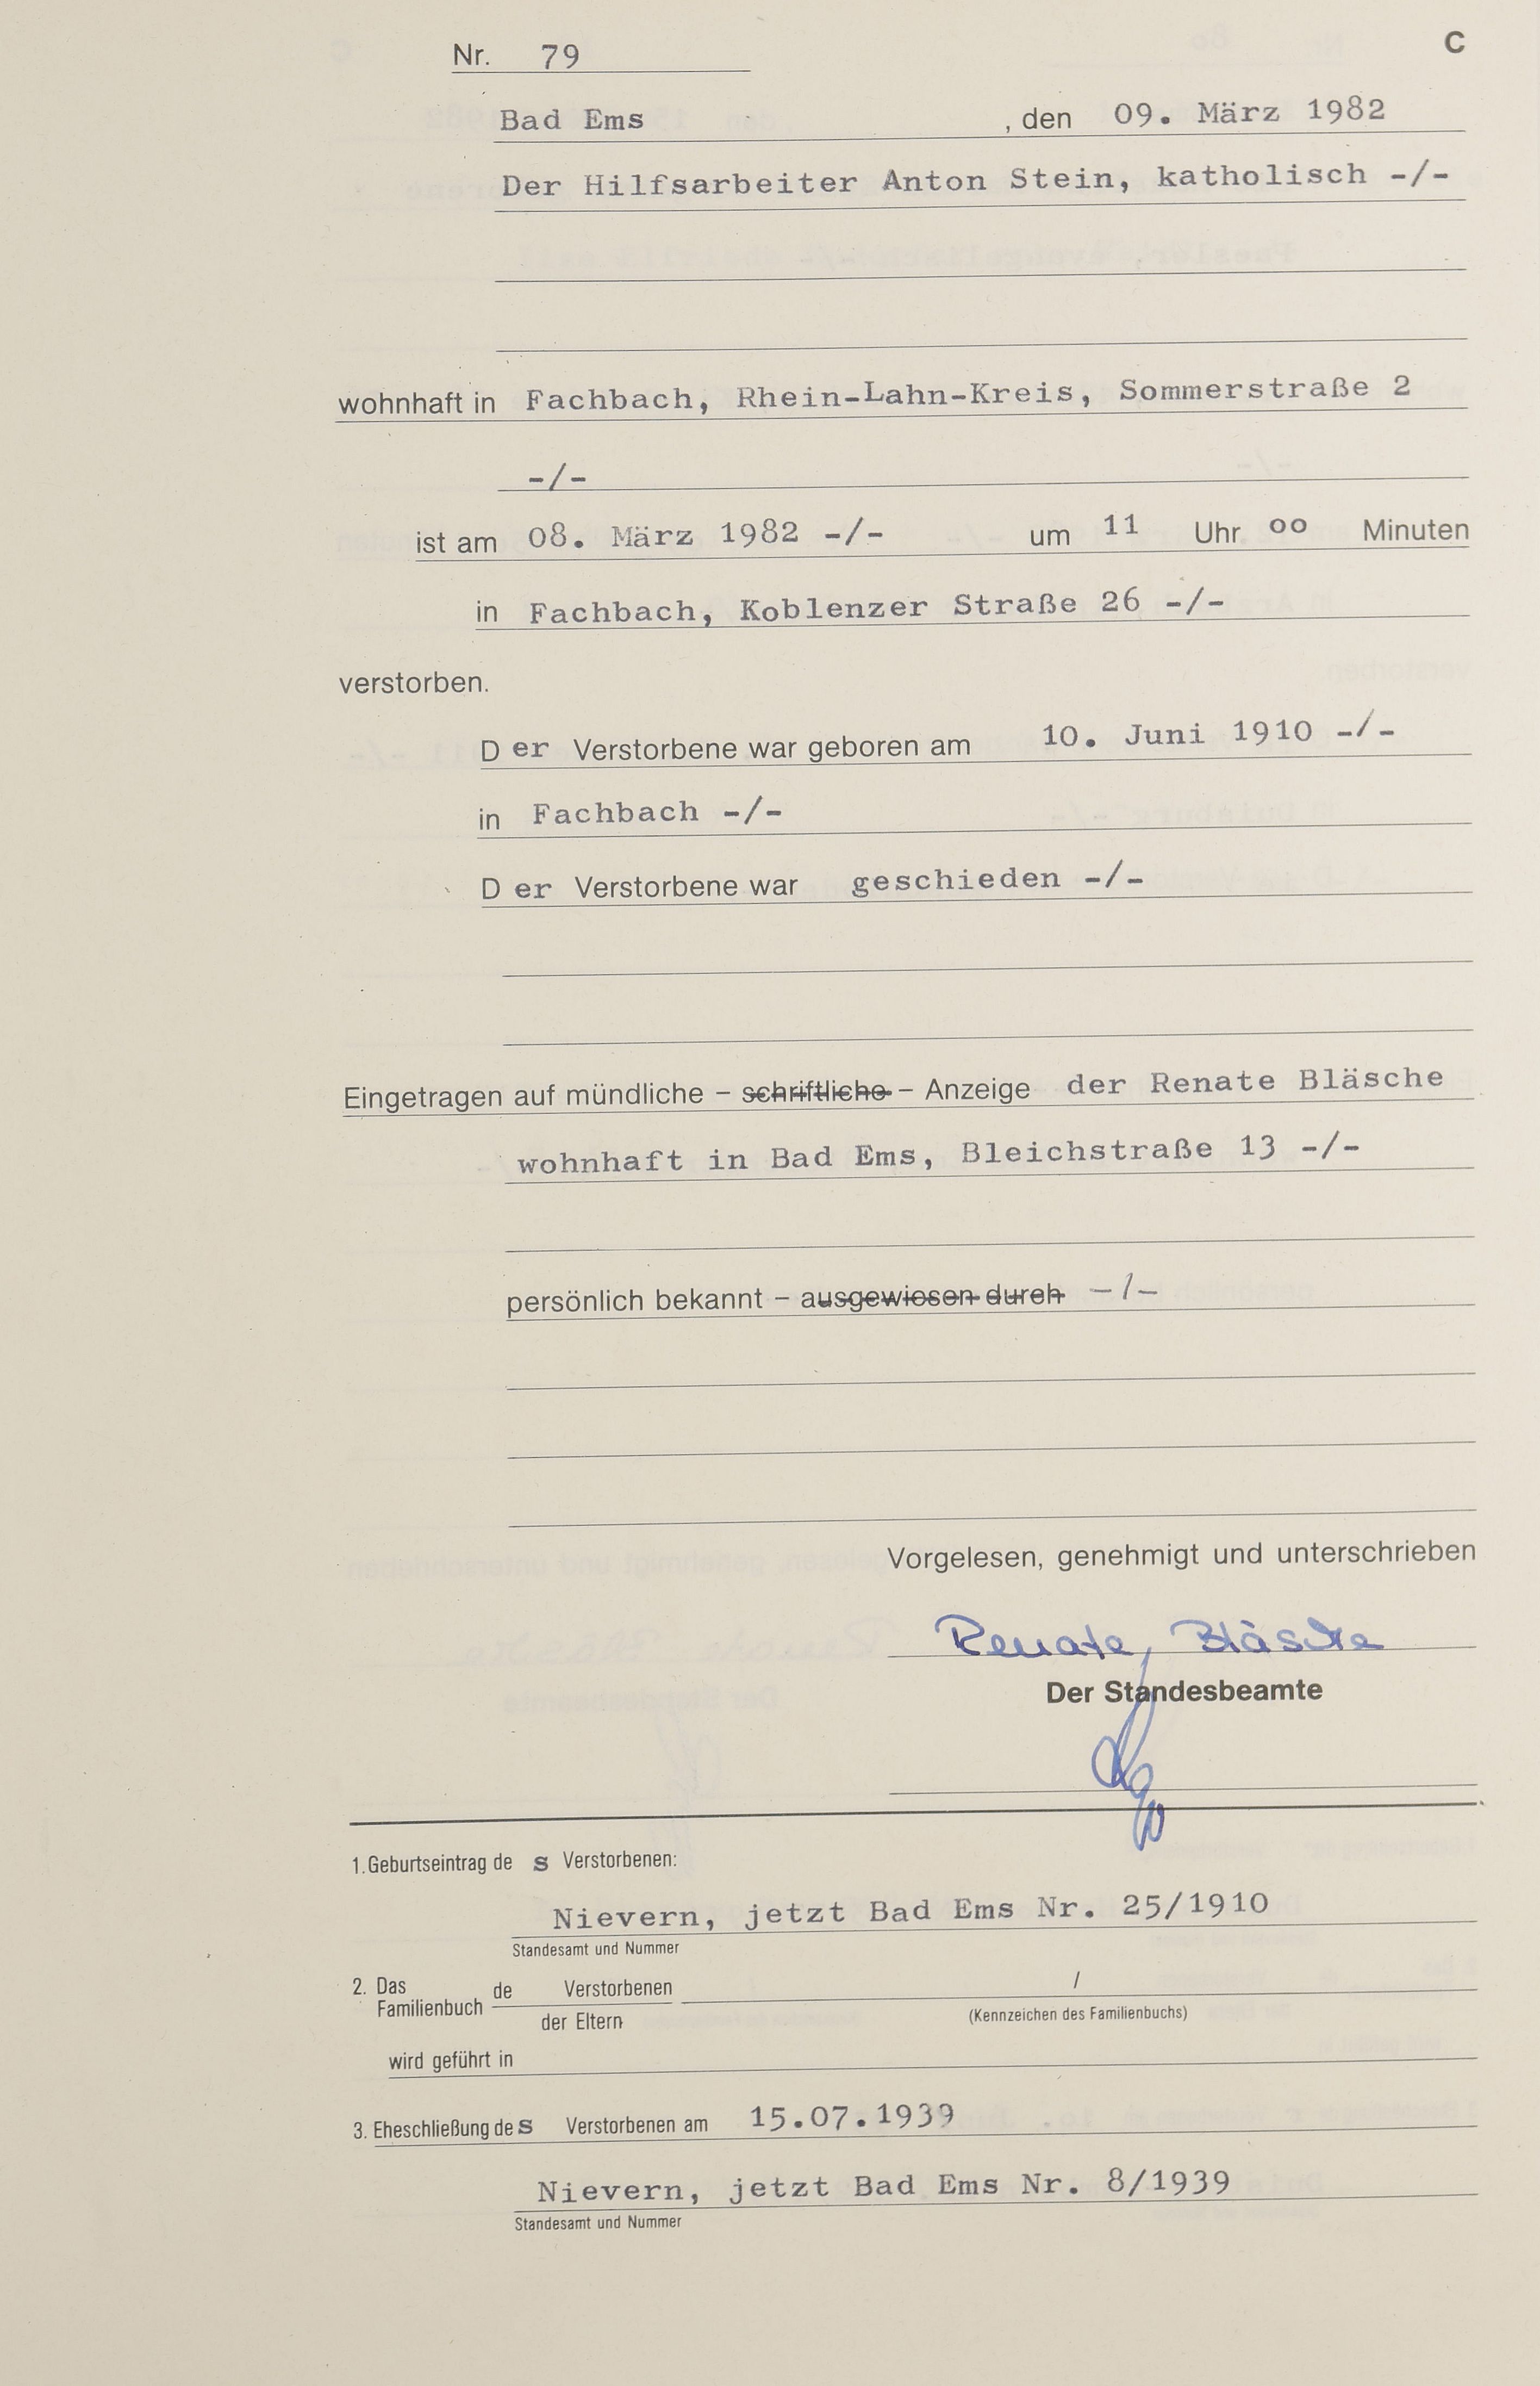 Nr. 79
C
Bad Ems , den 09. März 1982
Der Hilfsarbeiter Anton Stein, katholisch -/-
wohnhaft in Fachbach, Rhein-Lahn-Kreis, Sommerstraße 2
-/-
ist am 08. März 1982 -/- um 11 Uhr oo Minuten
in Fachbach, Koblenzer Straße 26 -/-
verstorben.
D er Verstorbene war geboren am 10. Juni 1910 -/-
in Fachbach -/-
D er Verstorbene war geschieden -/-
Eingetragen auf mündliche – schriftliche – Anzeige der Renate Bläsche
wohnhaft in Bad Ems, Bleichstraße 13 -/-
persönlich bekannt – ausgewiesen durch -/-
Vorgelesen, genehmigt und unterschrieben
Renate, Bläsche
Der Standesbeamte
1. Geburtseintrag de s Verstorbenen:
Nievern, jetzt Bad Ems Nr. 25/1910
Standesamt und Nummer
2. Das Familienbuch de Verstorbenen /
der Eltern (Kennzeichen des Familienbuchs)
wird geführt in
3. Eheschließung des Verstorbenen am 15.07.1939
Nievern, jetzt Bad Ems Nr. 8/1939
Standesamt und Nummer